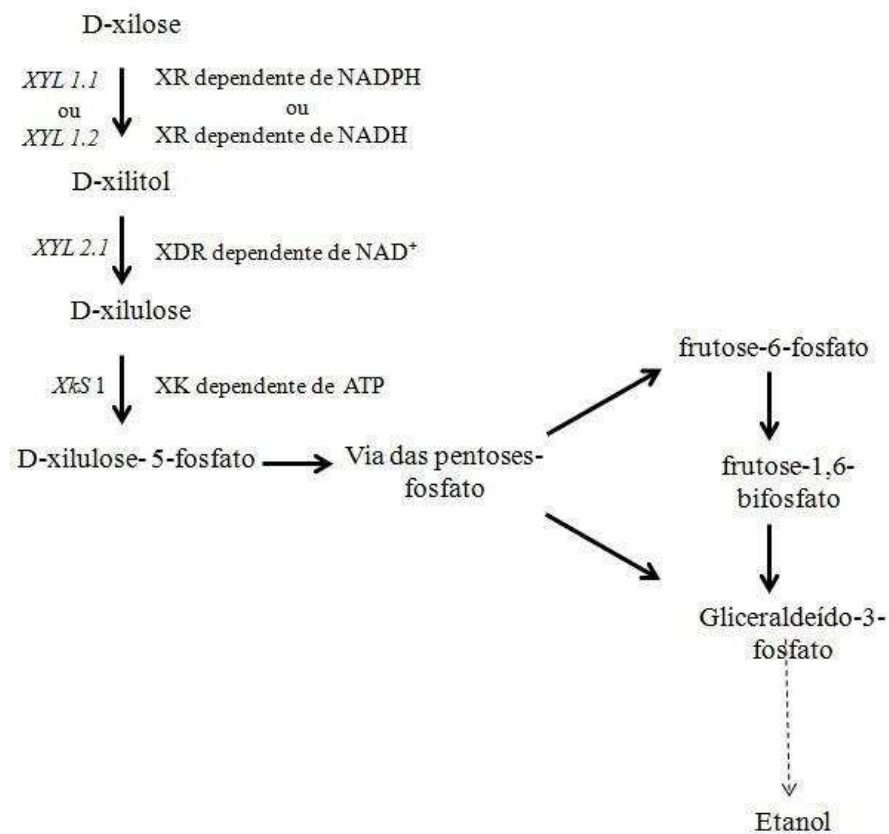 D-xilose
XYL 1.1 XR dependente de NADPH
ou ou
XYL 1.2 XR dependente de NADH
D-xilitol
XYL 2.1 XDR dependente de NAD⁺
D-xilulose
XkS 1 XK dependente de ATP
D-xilulose- 5-fosfato
Via das pentoses-
fosfato
frutose-6-fosfato
frutose-1,6-
bifosfato
Gliceraldeído-3-
fosfato
Etanol